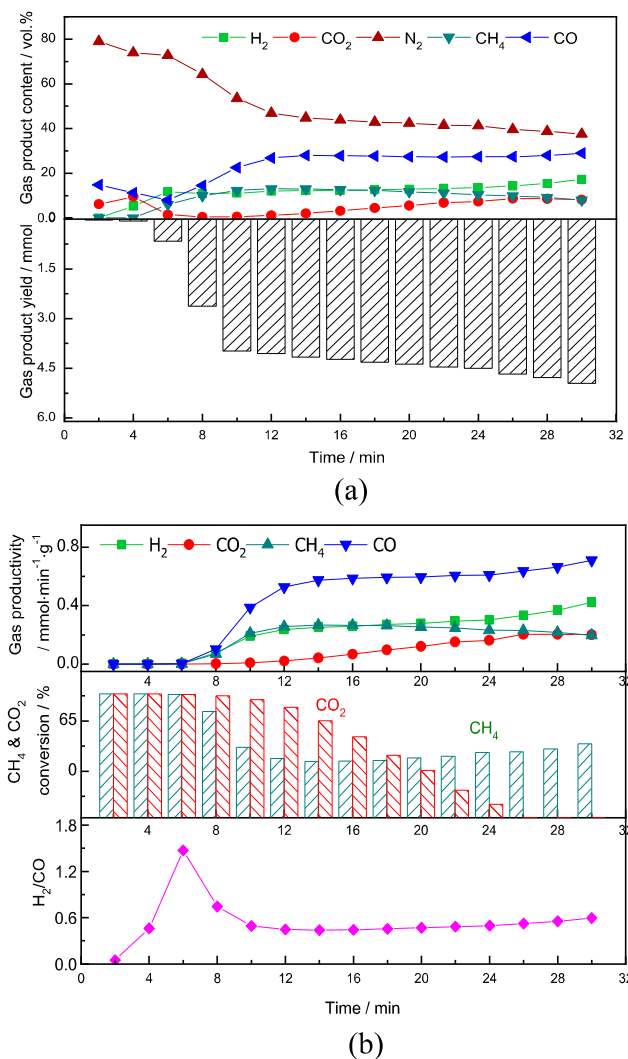 H2 CO2 N2 CH4 CO
Gas product content / vol.%
80
60
40
20
0.0
Gas product yield / mmol
1.5
3.0
4.5
6.0
0 4 8 12 16 20 24 28 32
Time / min
(a)
H2 CO2 CH4 CO
Gas productivity
/ mmol·min-1·g-1
0.8
0.4
0.0
0 4 8 12 16 20 24 28 32
CH4 & CO2
conversion / %
65
0
CO2
CH4
0 4 8 12 16 20 24 28 32
H2/CO
1.8
1.2
0.6
0.0
0 4 8 12 16 20 24 28 32
Time / min
(b)